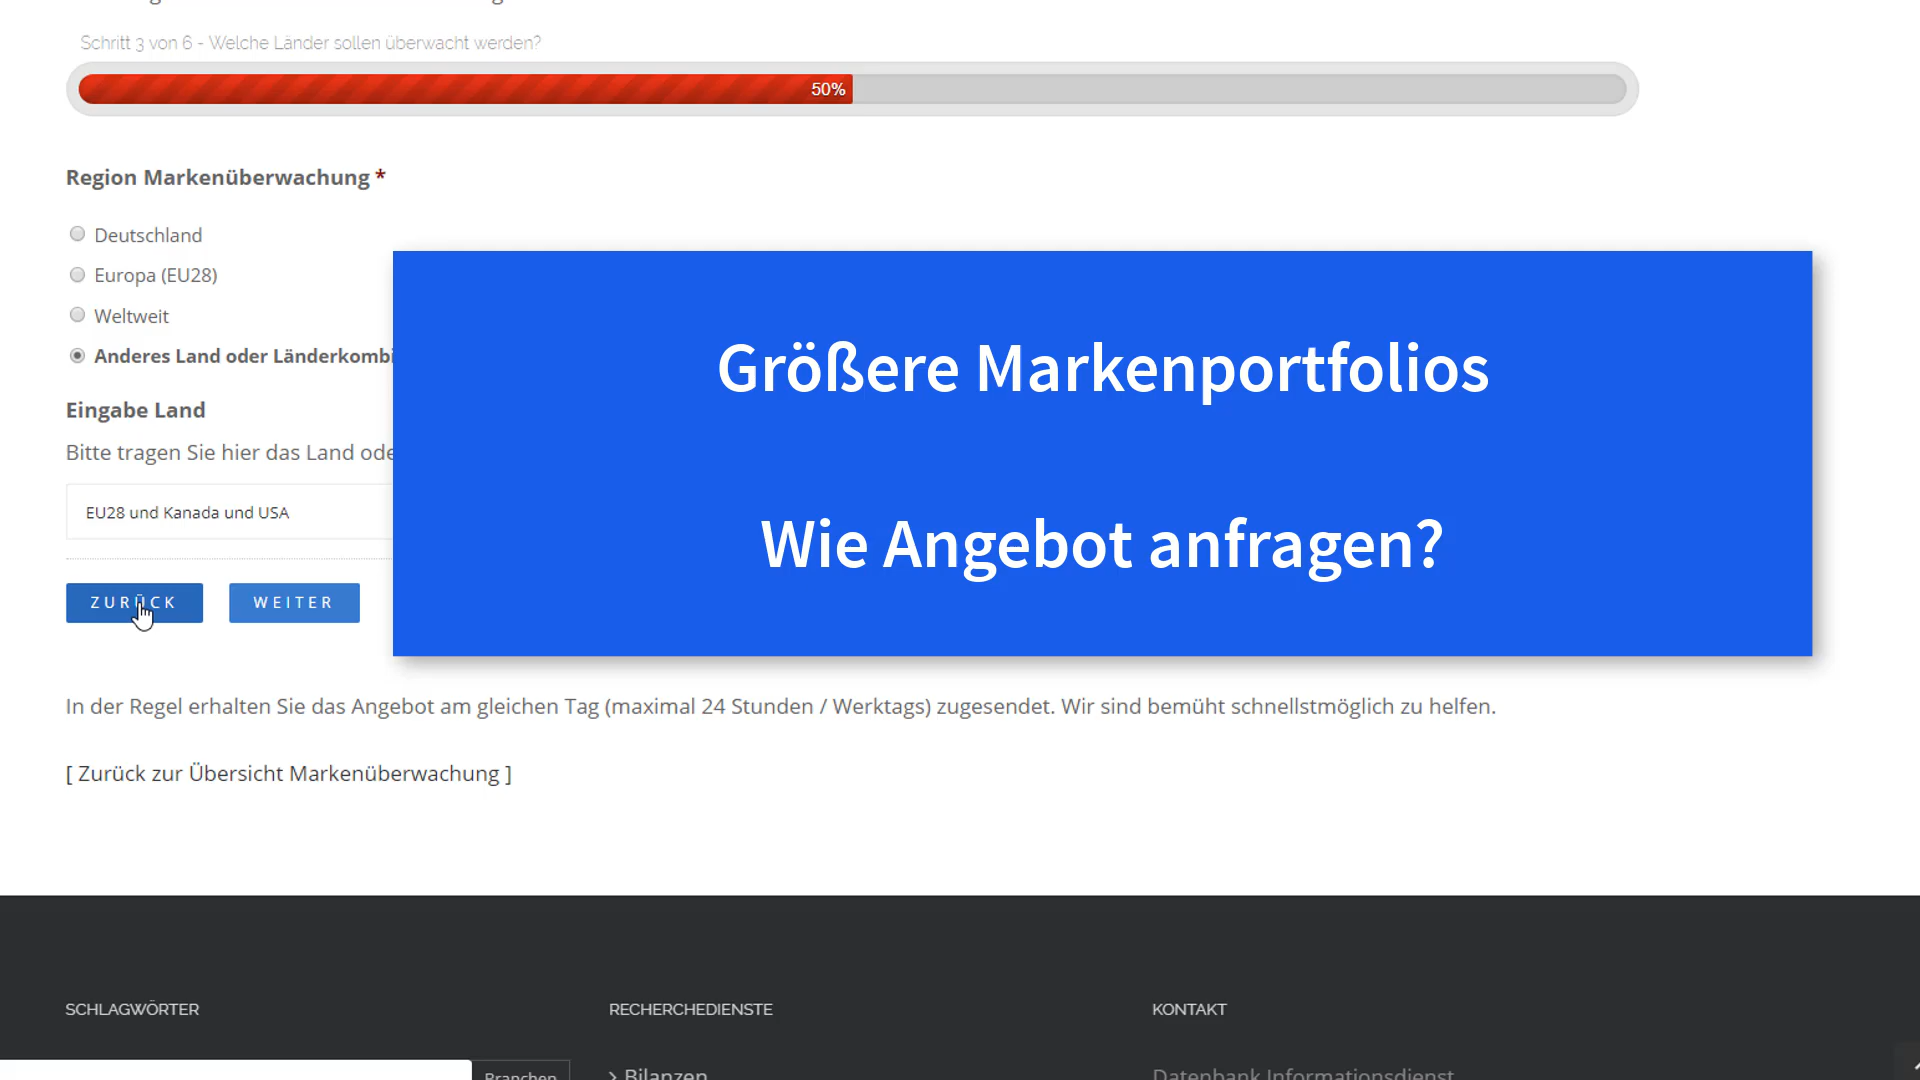 Schritt 3 von 6 - Welche Länder sollen überwacht werden?
50%
Region Markenüberwachung *
Deutschland
Europa (EU28)
Weltweit
Anderes Land oder Länderkombi
Größere Markenportfolios
Wie Angebot anfragen?
Eingabe Land
Bitte tragen Sie hier das Land ode
EU28 und Kanada und USA
ZURÜCK
WEITER
In der Regel erhalten Sie das Angebot am gleichen Tag (maximal 24 Stunden / Werktags) zugesendet. Wir sind bemüht schnellstmöglich zu helfen.
[ Zurück zur Übersicht Markenüberwachung ]
SCHLAGWÖRTER
RECHERCHEDIENSTE
KONTAKT
Branchen
> Bilanzen
Datenbank Informationsdienst